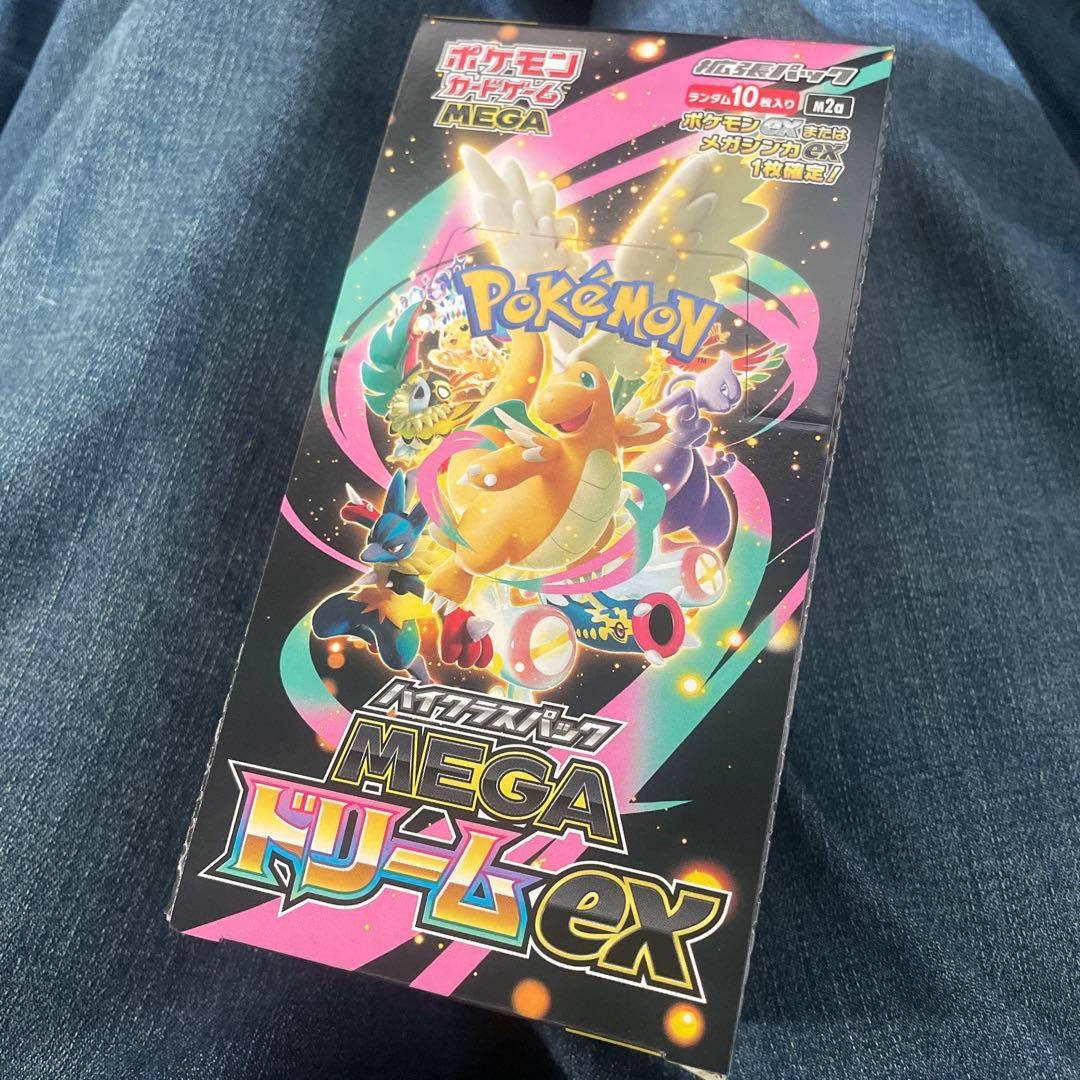 ポケモン
カードゲーム
MEGA
拡張パック
ランダム10枚入り
M2a
ポケモンexまたは
メガシンカex
1枚確定!
POKÉMON
TM
ハイクラスパック
MEGA
ドリームex